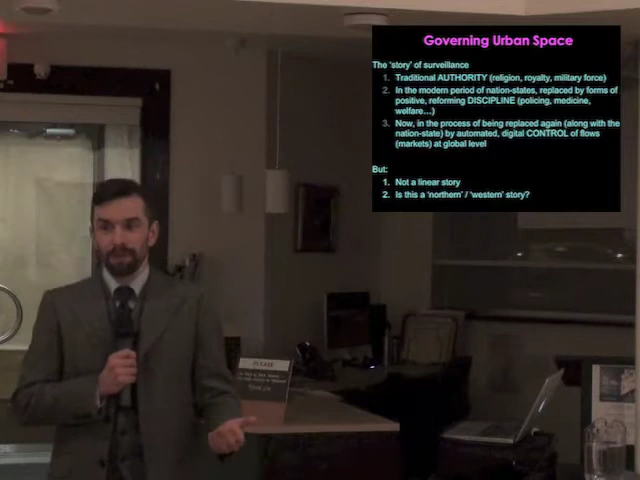 Governing Urban Space
The 'story' of surveillance
1. Traditional AUTHORITY (religion, royalty, military force)
2. In the modern period of nation-states, replaced by forms of
positive, reforming DISCIPLINE (policing, medicine,
welfare…)
3. Now, in the process of being replaced again (along with the
nation-state) by automated, digital CONTROL of flows
(markets) at global level
But:
1. Not a linear story
2. Is this a 'northern' / 'western' story?
PLEASE